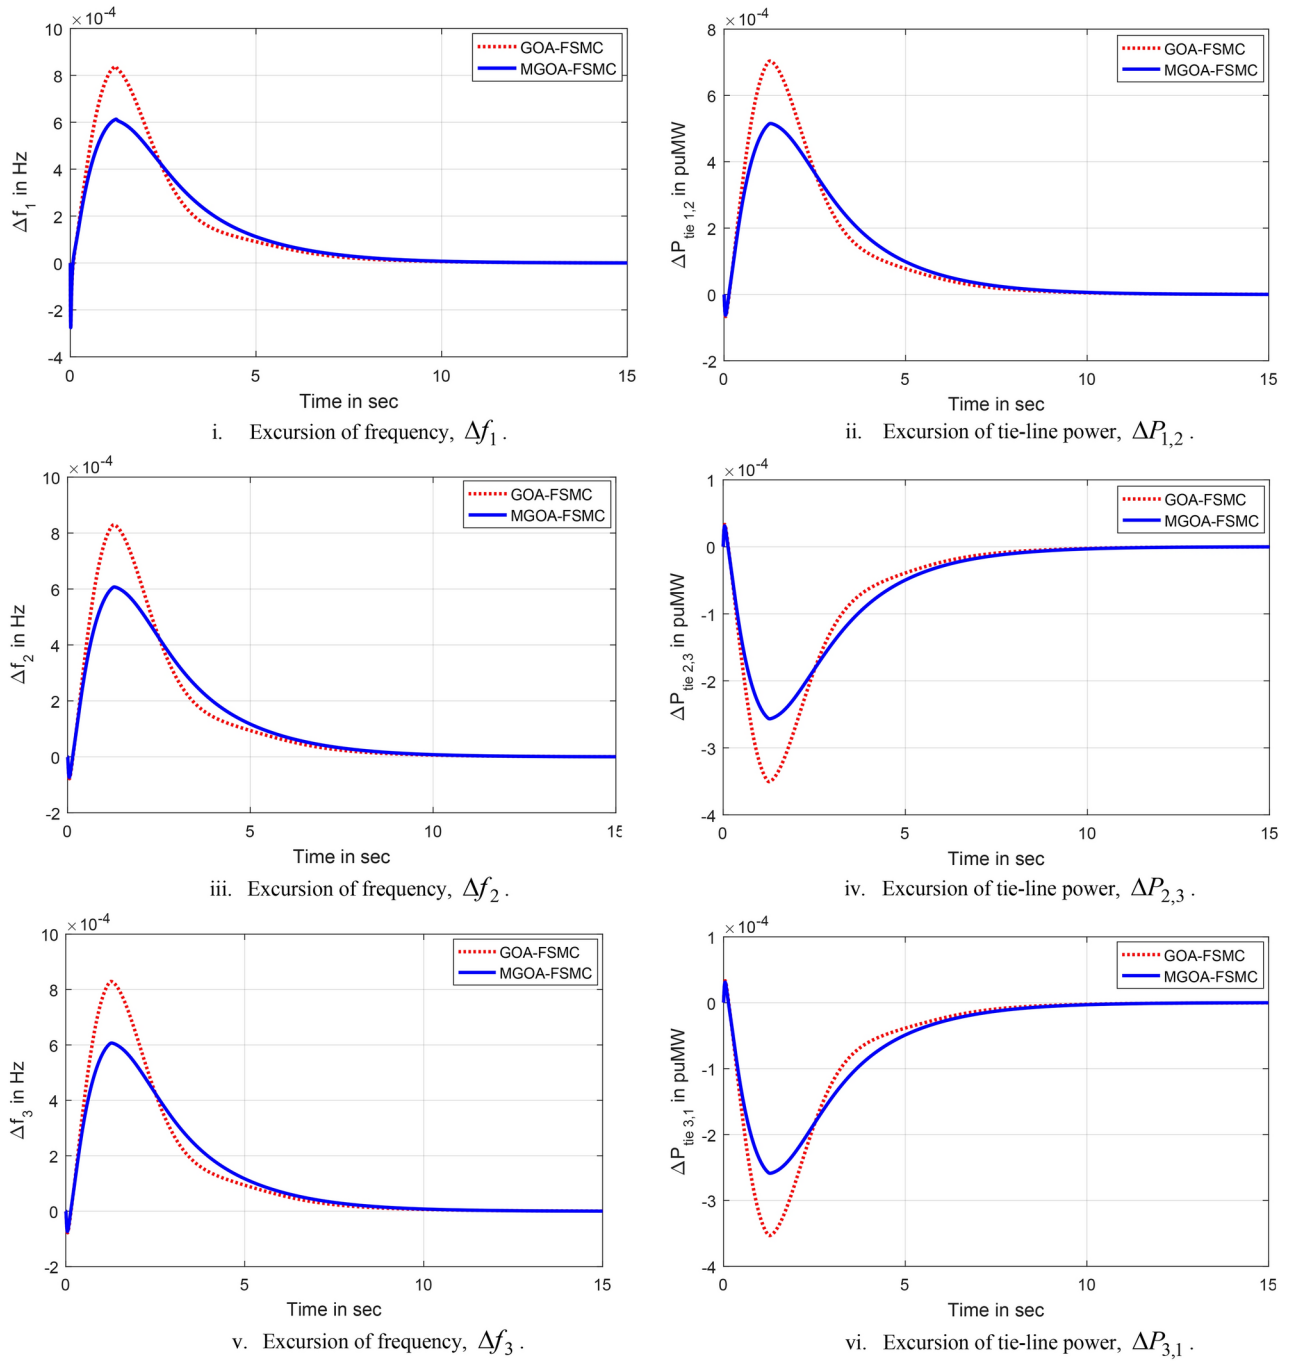 ×10-4
10
8
6
4
2
0
-2
-4
Δf1 in Hz
GOA-FSMC
MGOA-FSMC
0 5 10 15
Time in sec
i. Excursion of frequency, Δf1 .
×10-4
8
6
4
2
0
-2
ΔPtie 1,2 in puMW
GOA-FSMC
MGOA-FSMC
0 5 10 15
Time in sec
ii. Excursion of tie-line power, ΔP1,2 .
×10-4
10
8
6
4
2
0
-2
Δf2 in Hz
GOA-FSMC
MGOA-FSMC
0 5 10 15
Time in sec
iii. Excursion of frequency, Δf2 .
×10-4
1
0
-1
-2
-3
-4
ΔPtie 2,3 in puMW
GOA-FSMC
MGOA-FSMC
0 5 10 15
Time in sec
iv. Excursion of tie-line power, ΔP2,3 .
×10-4
10
8
6
4
2
0
-2
Δf3 in Hz
GOA-FSMC
MGOA-FSMC
0 5 10 15
Time in sec
v. Excursion of frequency, Δf3 .
×10-4
1
0
-1
-2
-3
-4
ΔPtie 3,1 in puMW
GOA-FSMC
MGOA-FSMC
0 5 10 15
Time in sec
vi. Excursion of tie-line power, ΔP3,1 .